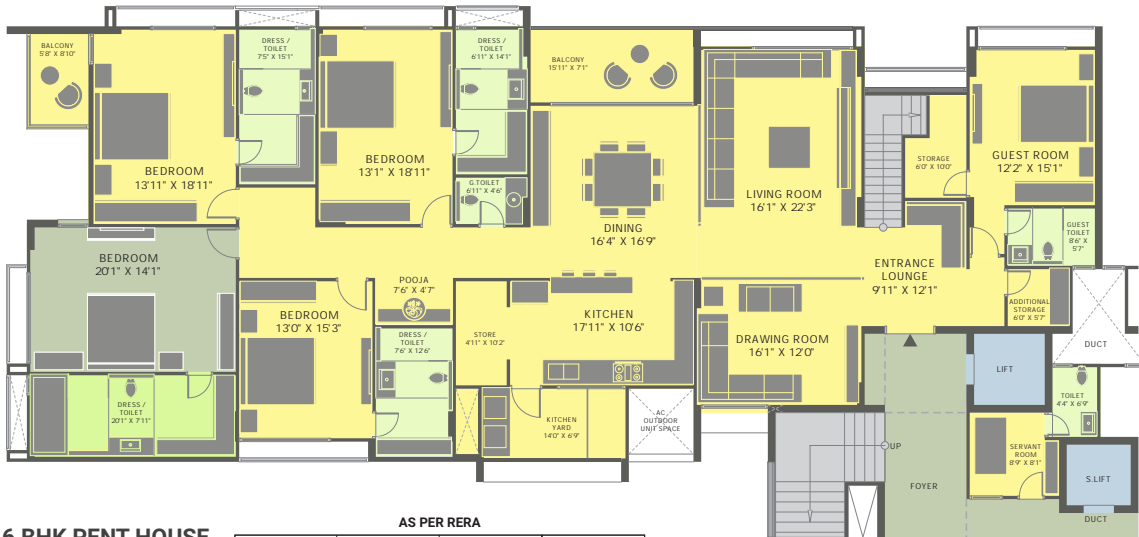 BALCONY
5'8" X 8'10"
BEDROOM
13'11" X 18'11"
DRESS /
TOILET
7'5" X 15'1"
BEDROOM
13'1" X 18'11"
DRESS /
TOILET
6'11" X 14'1"
G.TOILET
6'11" X 4'6"
BALCONY
15'11" X 7'1"
DINING
16'4" X 16'9"
LIVING ROOM
16'1" X 22'3"
STORAGE
6'0" X 10'0"
GUEST ROOM
12'2" X 15'1"
GUEST
TOILET
8'6" X
5'7"
BEDROOM
20'1" X 14'1"
BEDROOM
13'0" X 15'3"
POOJA
7'6" X 4'7"
DRESS /
TOILET
7'6" X 12'6"
STORE
4'11" X 10'2"
KITCHEN
17'11" X 10'6"
DRAWING ROOM
16'1" X 12'0"
ENTRANCE
LOUNGE
9'11" X 12'1"
ADDITIONAL
STORAGE
6'0" X 5'7"
DUCT
LIFT
TOILET
4'4" X 6'9"
DRESS /
TOILET
20'1" X 7'11"
KITCHEN
YARD
14'0" X 6'9"
AC
OUTDOOR
UNIT SPACE
UP
FOYER
SERVANT
ROOM
8'9" X 8'1"
S.LIFT
DUCT
6 BHK PENT HOUSE
AS PER RERA